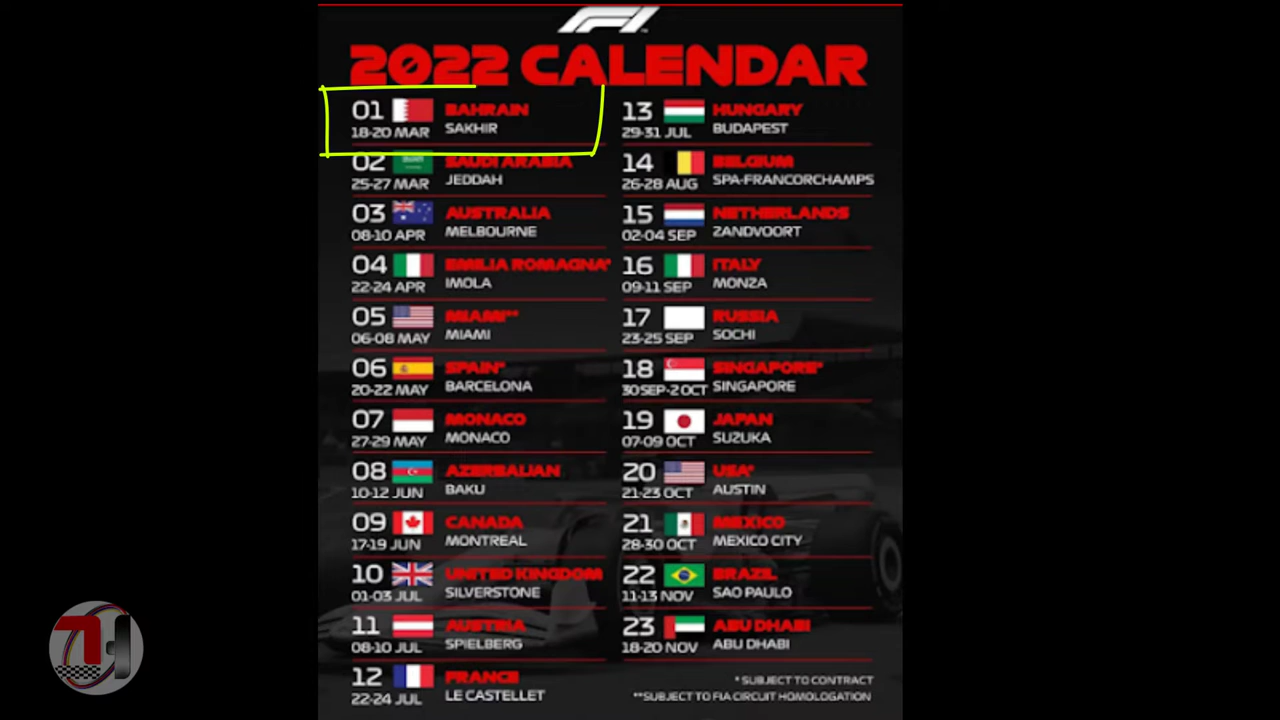 F1
2022 CALENDAR
01 BAHRAIN
18-20 MAR SAKHIR
02 SAUDI ARABIA
25-27 MAR JEDDAH
03 AUSTRALIA
08-10 APR MELBOURNE
04 EMILIA ROMAGNA*
22-24 APR IMOLA
05 MIAMI**
06-08 MAY MIAMI
06 SPAIN*
20-22 MAY BARCELONA
07 MONACO
27-29 MAY MONACO
08 AZERBAIJAN
10-12 JUN BAKU
09 CANADA
17-19 JUN MONTREAL
10 UNITED KINGDOM
01-03 JUL SILVERSTONE
11 AUSTRIA
08-10 JUL SPIELBERG
12 FRANCE
22-24 JUL LE CASTELLET
13 HUNGARY
29-31 JUL BUDAPEST
14 BELGIUM
26-28 AUG SPA-FRANCORCHAMPS
15 NETHERLANDS
02-04 SEP ZANDVOORT
16 ITALY
09-11 SEP MONZA
17 RUSSIA
23-25 SEP SOCHI
18 SINGAPORE*
30 SEP-2 OCT SINGAPORE
19 JAPAN
07-09 OCT SUZUKA
20 USA*
21-23 OCT AUSTIN
21 MEXICO
28-30 OCT MEXICO CITY
22 BRAZIL
11-13 NOV SAO PAULO
23 ABU DHABI
18-20 NOV ABU DHABI
* SUBJECT TO CONTRACT
**SUBJECT TO FIA CIRCUIT HOMOLOGATION